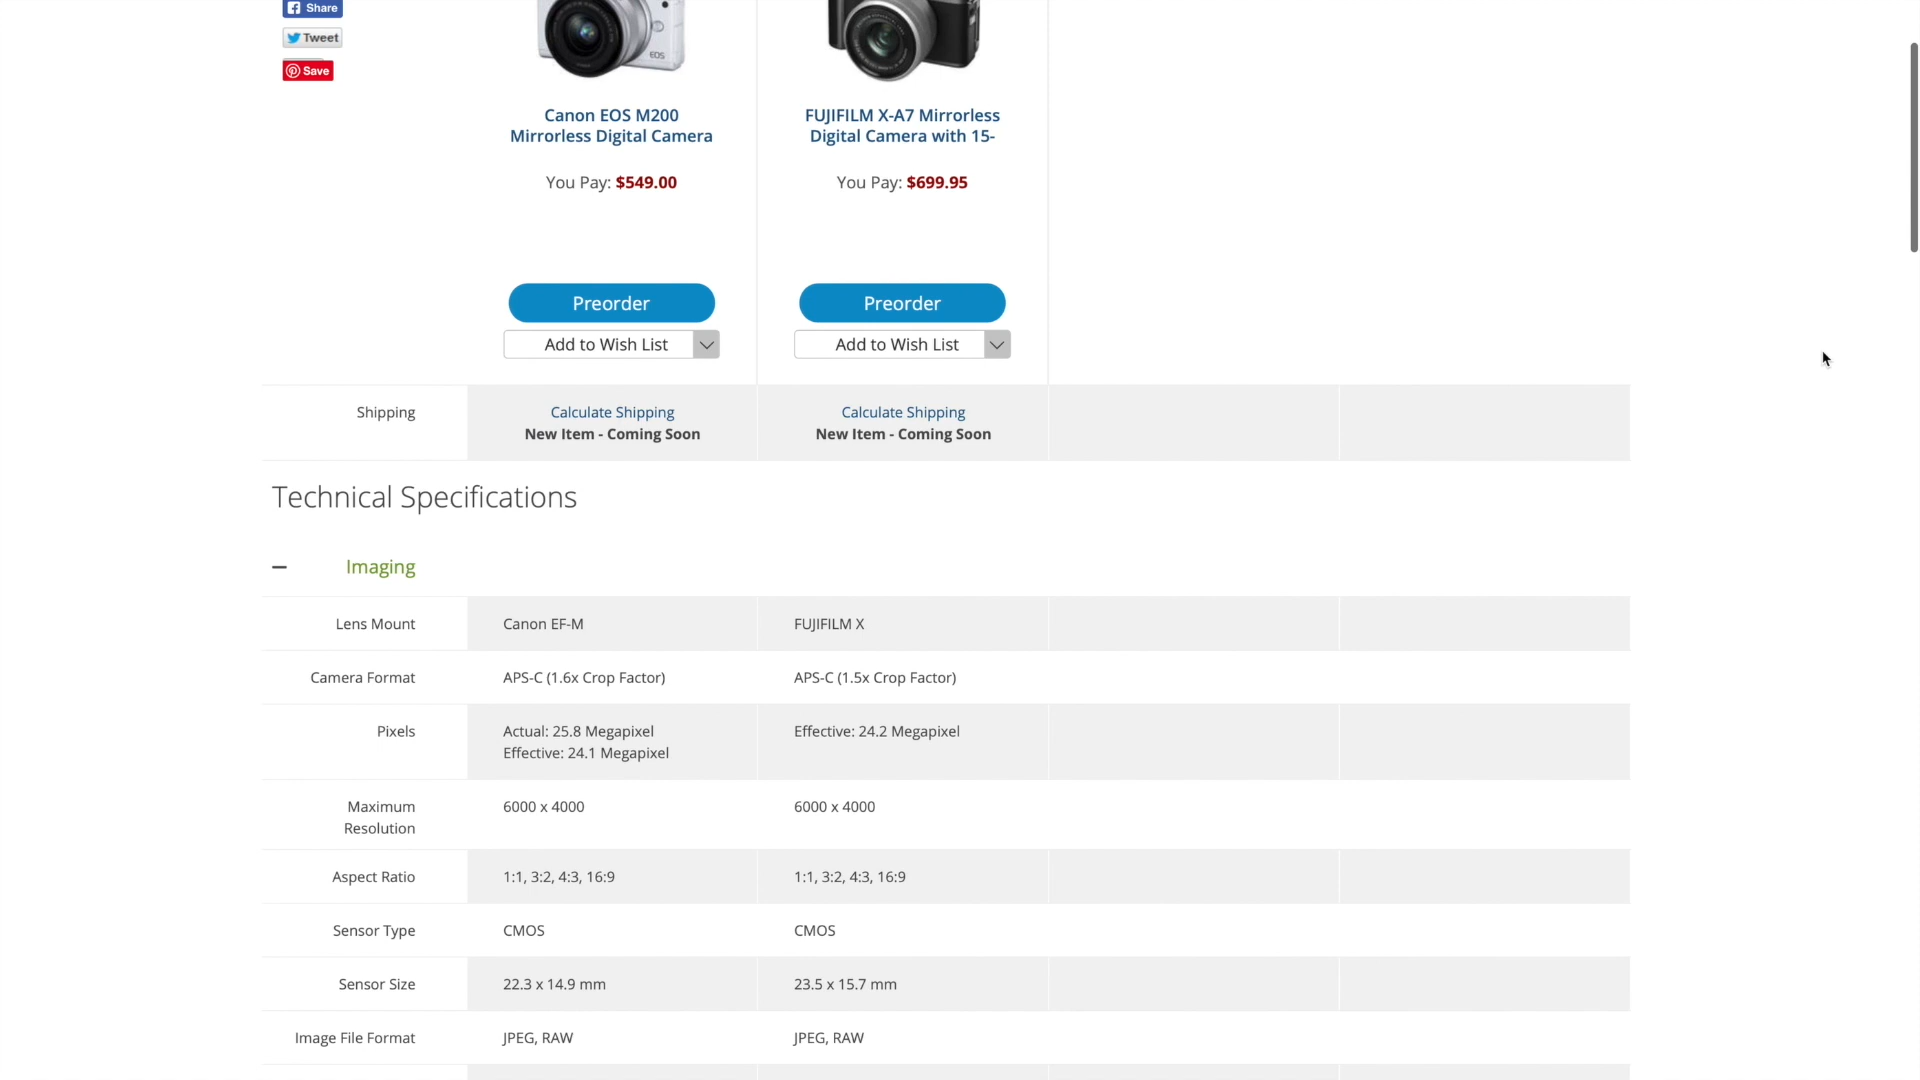 Share
Tweet
Save
EOS
Canon EOS M200
Mirrorless Digital Camera
FUJIFILM X-A7 Mirrorless
Digital Camera with 15-
You Pay: $549.00
You Pay: $699.95
Preorder
Preorder
Add to Wish List
Add to Wish List
Shipping
Calculate Shipping
New Item - Coming Soon
Calculate Shipping
New Item - Coming Soon
Technical Specifications
Imaging
Lens Mount
Canon EF-M
FUJIFILM X
Camera Format
APS-C (1.6x Crop Factor)
APS-C (1.5x Crop Factor)
Pixels
Actual: 25.8 Megapixel
Effective: 24.1 Megapixel
Effective: 24.2 Megapixel
Maximum
Resolution
6000 x 4000
6000 x 4000
Aspect Ratio
1:1, 3:2, 4:3, 16:9
1:1, 3:2, 4:3, 16:9
Sensor Type
CMOS
CMOS
Sensor Size
22.3 x 14.9 mm
23.5 x 15.7 mm
Image File Format
JPEG, RAW
JPEG, RAW